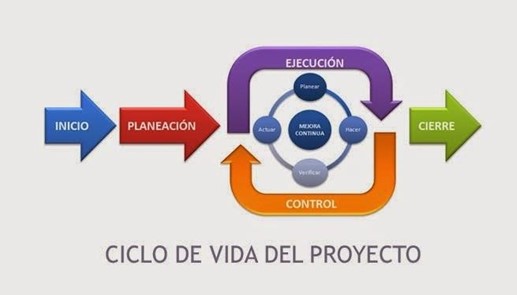 INICIO
PLANEACIÓN
EJECUCIÓN
Planear
Actuar
MEJORA
CONTINUA
Hacer
Verificar
CONTROL
CIERRE
CICLO DE VIDA DEL PROYECTO